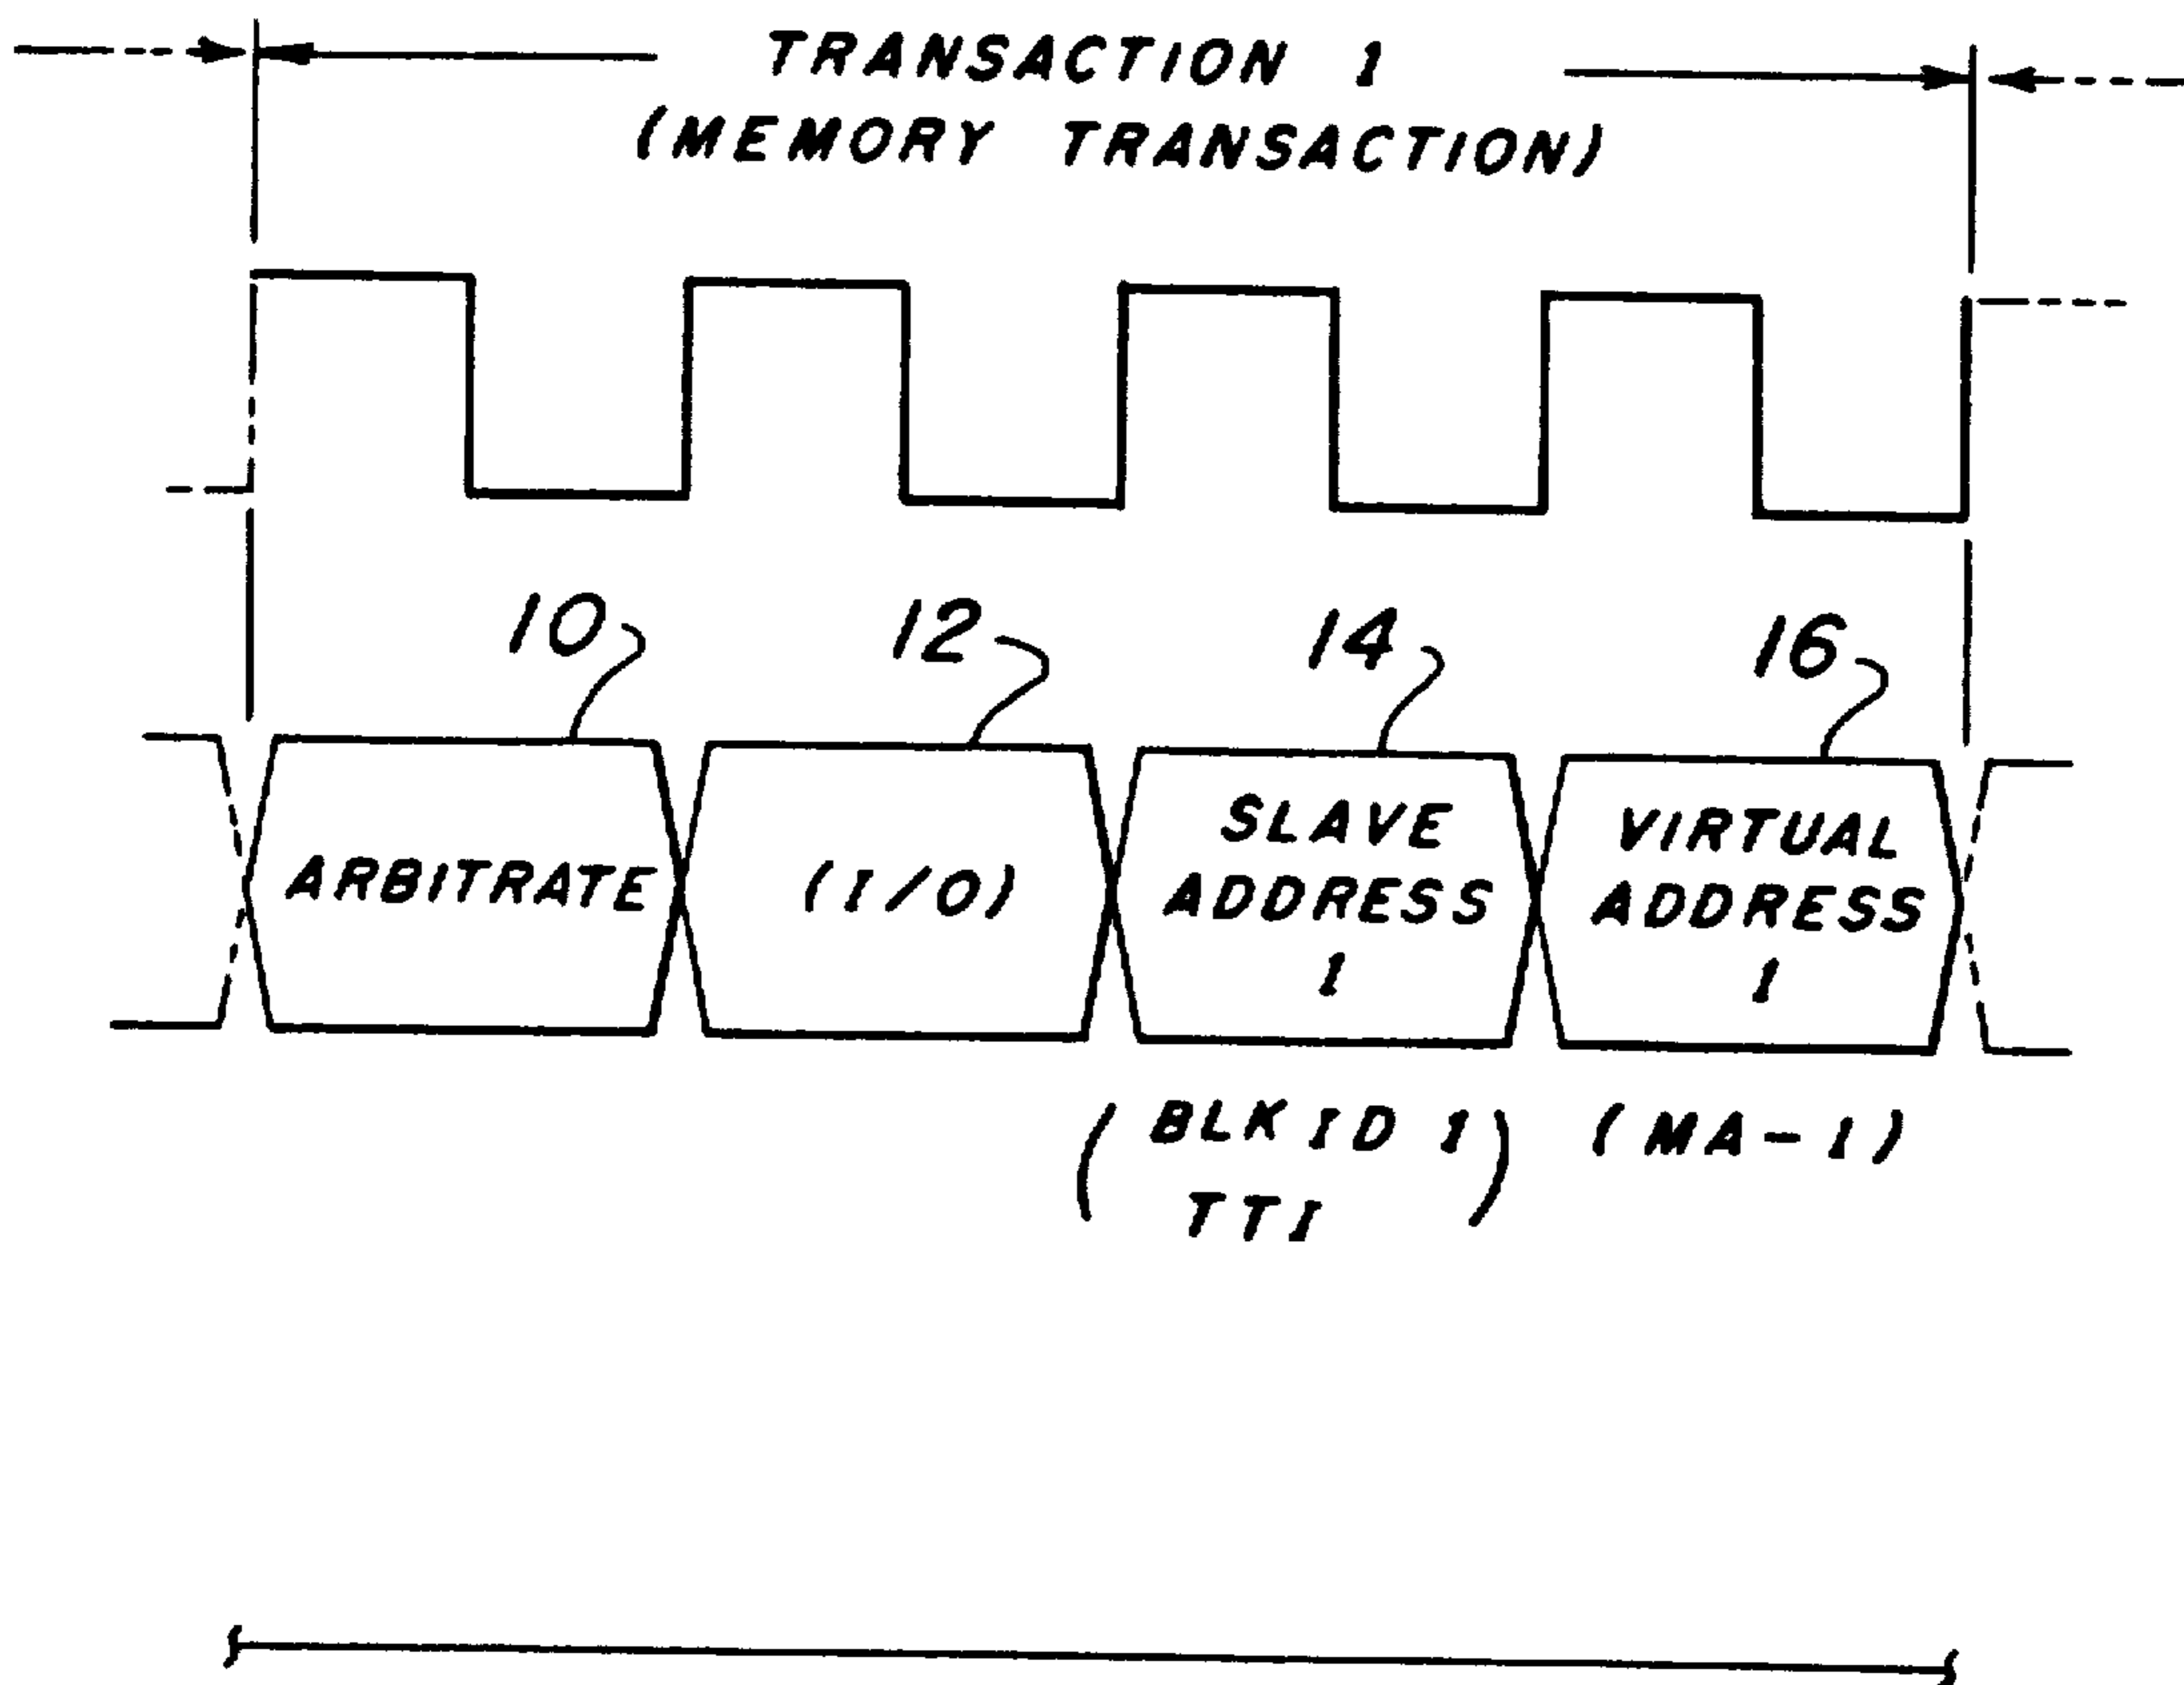 TRANSACTION 1
(MEMORY TRANSACTION)
10
12
14
16
ARBITRATE
(I/O)
SLAVE
ADDRESS
1
VIRTUAL
ADDRESS
1
(BLK ID 1)
TT1
(MA-1)